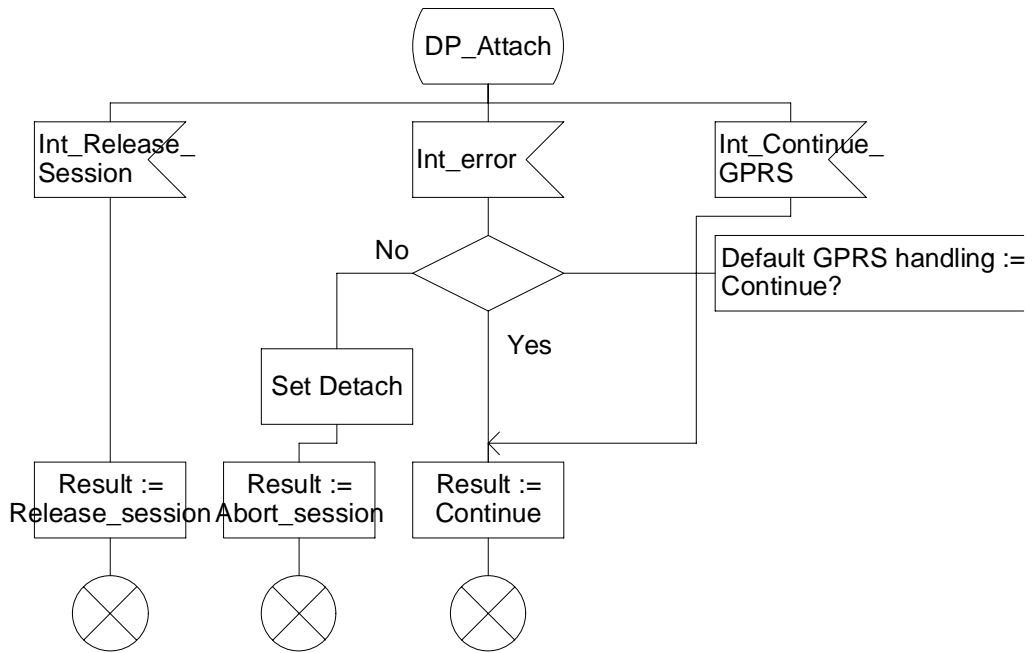 DP_Attach
Int_Release_
Session
Int_error
Int_Continue_
GPRS
No
Default GPRS handling :=
Continue?
Yes
Set Detach
Result :=
Release_session
Result :=
Abort_session
Result :=
Continue